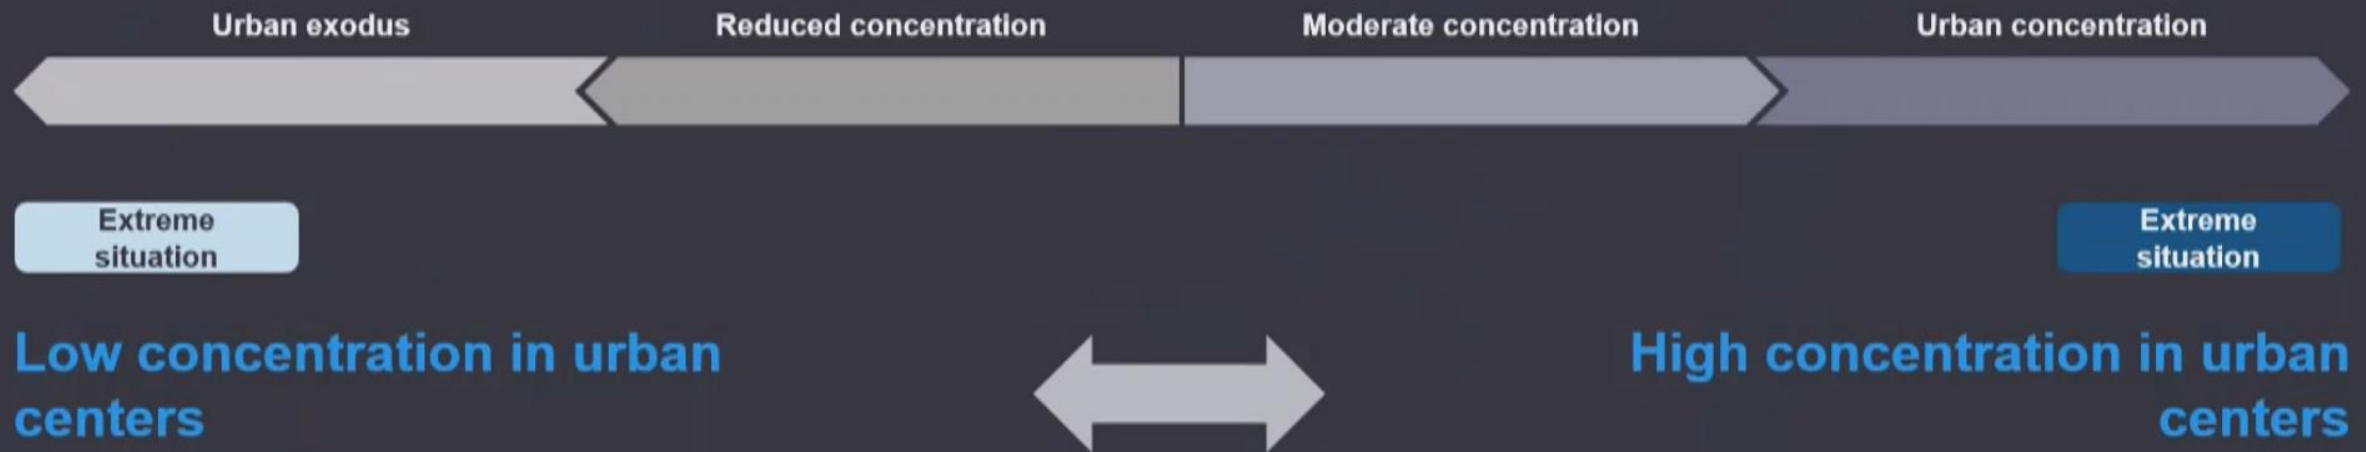 Urban exodus
Reduced concentration
Moderate concentration
Urban concentration
Extreme
situation
Extreme
situation
Low concentration in urban
centers
High concentration in urban
centers